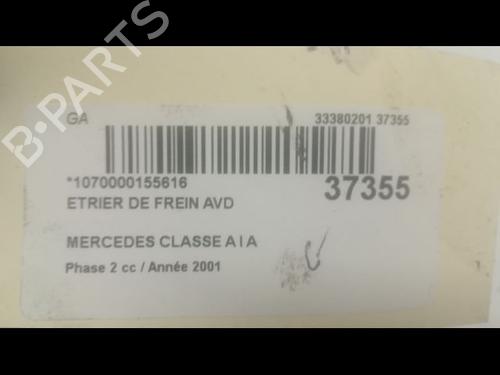 GA
33380201 37355
*1070000155616
37355
ETRIER DE FREIN AVD
MERCEDES CLASSE A I A
Phase 2 cc / Année 2001
B-PARTS